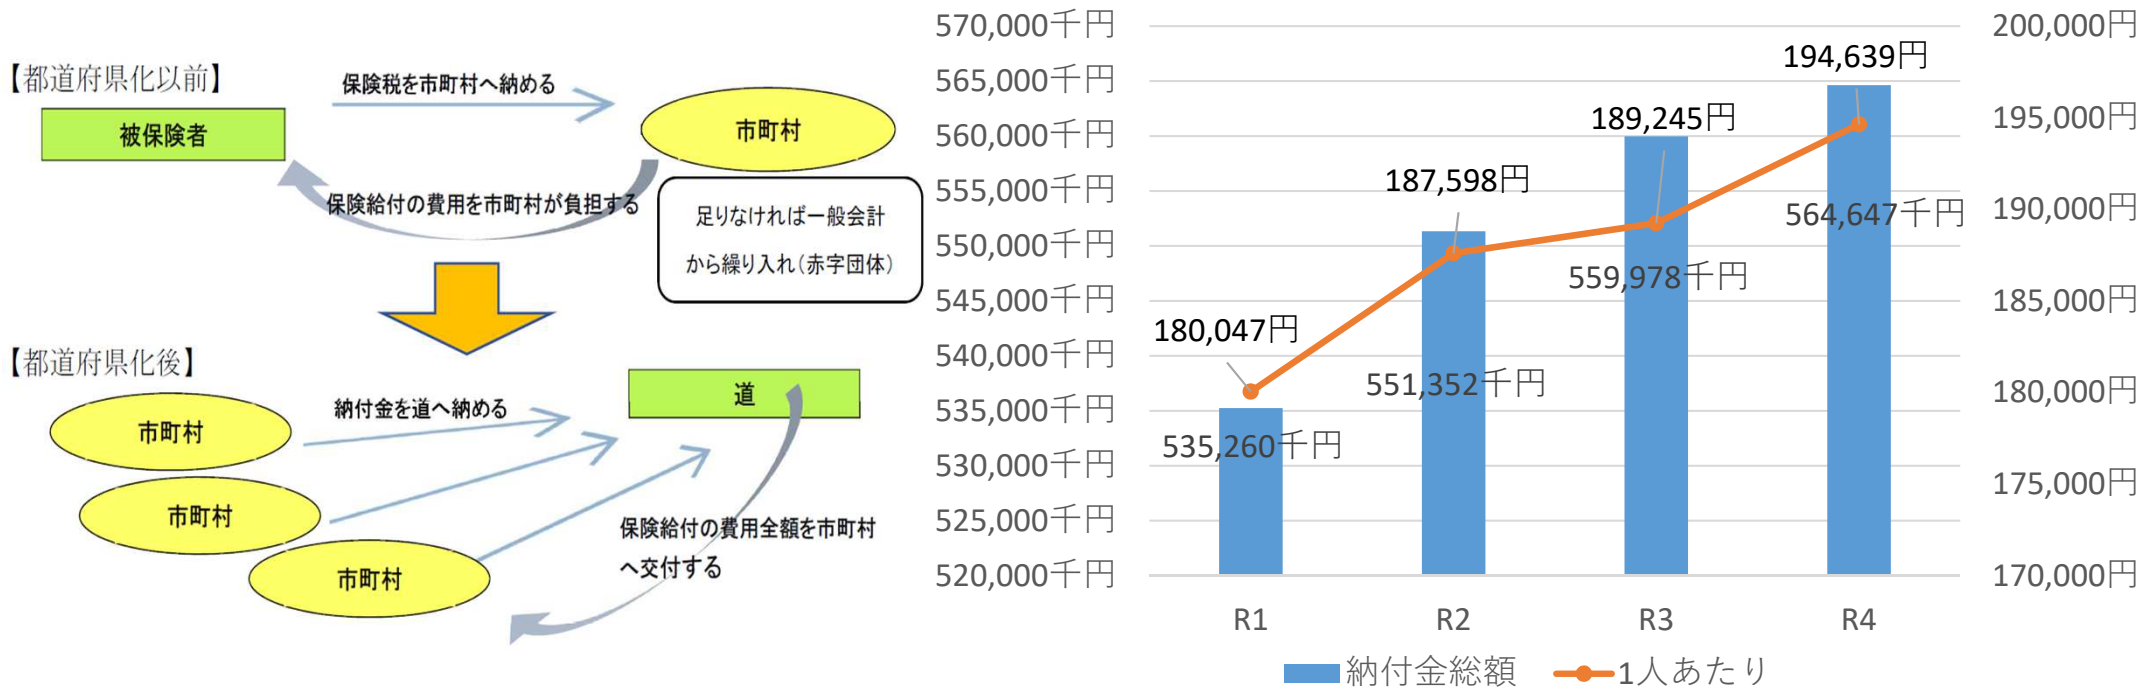 【都道府県化以前】
保険税を市町村へ納める
被保険者
市町村
保険給付の費用を市町村が負担する
足りなければ一般会計
から繰り入れ（赤字団体）
【都道府県化後】
市町村
市町村
市町村
納付金を道へ納める
道
保険給付の費用全額を市町村
へ交付する
570,000千円
565,000千円
560,000千円
555,000千円
550,000千円
545,000千円
540,000千円
535,000千円
530,000千円
525,000千円
520,000千円
180,047円
187,598円
189,245円
194,639円
535,260千円
551,352千円
559,978千円
564,647千円
200,000円
195,000円
190,000円
185,000円
180,000円
175,000円
170,000円
R1
R2
R3
R4
納付金総額
1人あたり